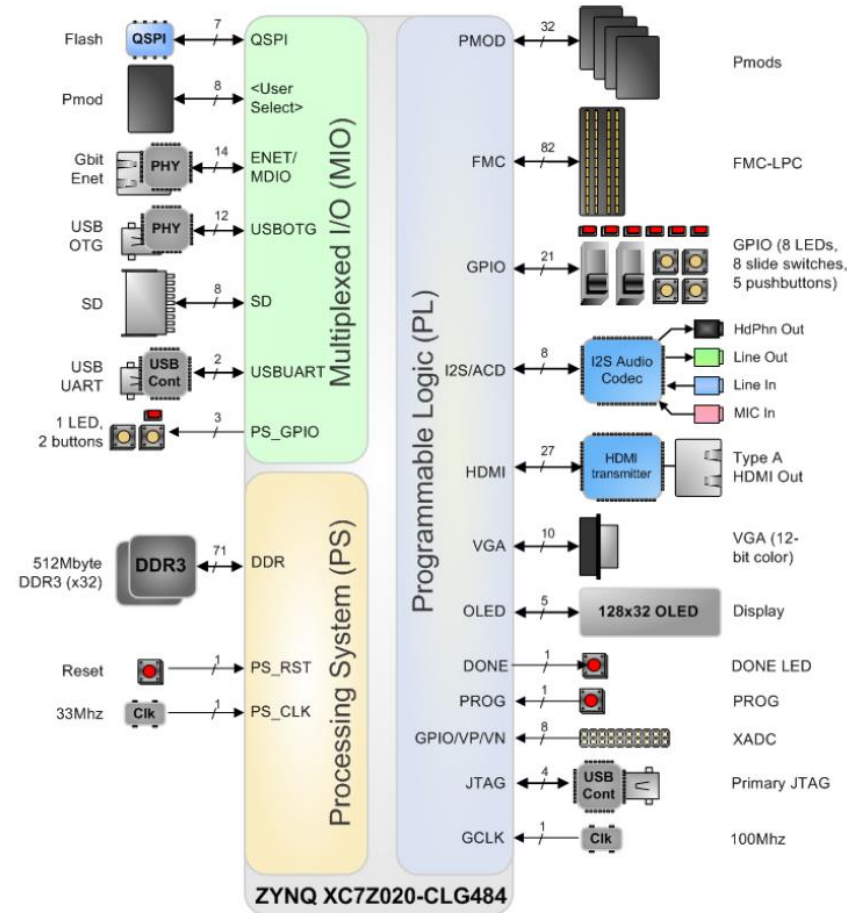 Flash
QSPI
7
QSPI
Pmod
8
<User
Select>
Gbit
Enet
PHY
14
ENET/
MDIO
USB
OTG
PHY
12
USBOTG
SD
8
SD
USB
UART
USB
Cont
2
USBUART
1 LED,
2 buttons
3
PS_GPIO
Multiplexed I/O (MIO)
512Mbyte
DDR3 (x32)
DDR3
71
DDR
Reset
1
PS_RST
33Mhz
Clk
1
PS_CLK
Processing System (PS)
Programmable Logic (PL)
PMOD
32
Pmods
FMC
82
FMC-LPC
GPIO
21
GPIO (8 LEDs,
8 slide switches,
5 pushbuttons)
I2S/ACD
8
I2S Audio
Codec
HdPhn Out
Line Out
Line In
MIC In
HDMI
27
HDMI
transmitter
Type A
HDMI Out
VGA
10
VGA (12-
bit color)
OLED
5
128x32 OLED
Display
DONE
1
DONE LED
PROG
1
PROG
GPIO/VP/VN
8
XADC
JTAG
4
USB
Cont
Primary JTAG
GCLK
1
Clk
100Mhz
ZYNQ XC7Z020-CLG484